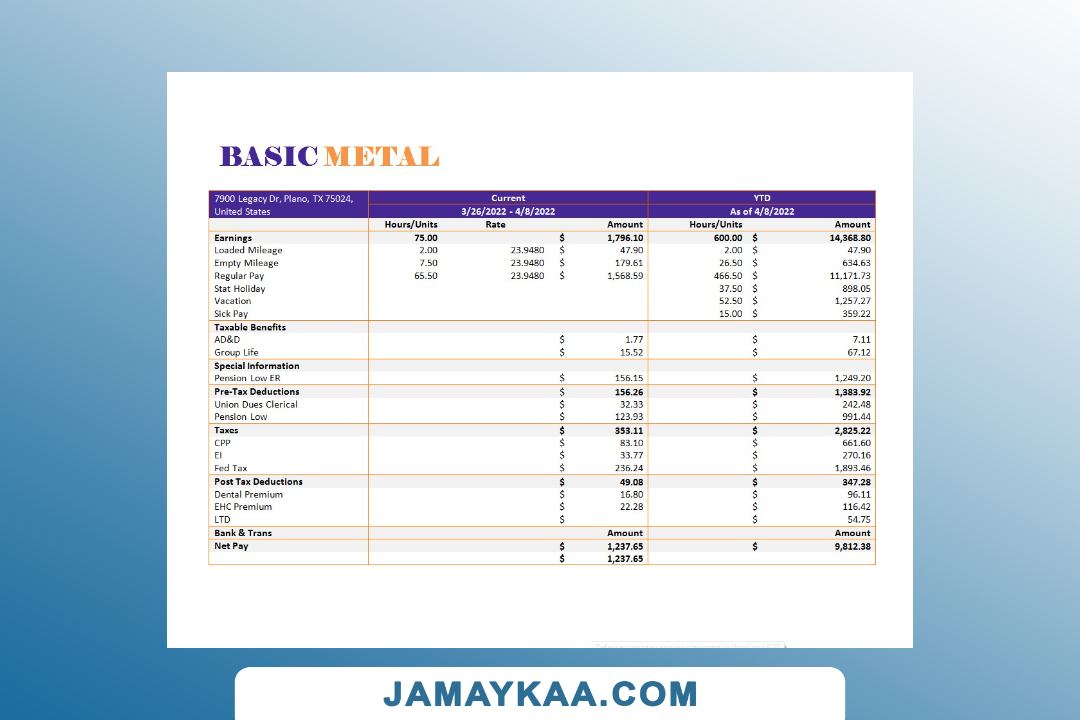 BASIC METAL
7900 Legacy Dr, Plano, TX 75024, Current YTD
United States 3/26/2022 - 4/8/2022 As of 4/8/2022
Hours/Units Rate Amount Hours/Units Amount
Earnings 75.00 $ 1,796.10 600.00 $ 14,368.80
Loaded Mileage 2.00 23.9480 $ 47.90 2.00 $ 47.90
Empty Mileage 7.50 23.9480 $ 179.61 26.50 $ 634.63
Regular Pay 65.50 23.9480 $ 1,568.59 466.50 $ 11,171.73
Stat Holiday 37.50 $ 898.05
Vacation 52.50 $ 1,257.27
Sick Pay 15.00 $ 359.22
Taxable Benefits
AD&D $ 1.77 $ 7.11
Group Life $ 15.52 $ 67.12
Special Information
Pension Low ER $ 156.15 $ 1,249.20
Pre-Tax Deductions $ 156.26 $ 1,383.92
Union Dues Clerical $ 32.33 $ 242.48
Pension Low $ 123.93 $ 991.44
Taxes $ 353.11 $ 2,825.22
CPP $ 83.10 $ 661.60
EI $ 33.77 $ 270.16
Fed Tax $ 236.24 $ 1,893.46
Post Tax Deductions $ 49.08 $ 347.28
Dental Premium $ 16.80 $ 96.11
EHC Premium $ 22.28 $ 116.42
LTD $ $ 54.75
Bank & Trans Amount Amount
Net Pay $ 1,237.65 $ 9,812.38
$ 1,237.65
JAMAYKAA.COM